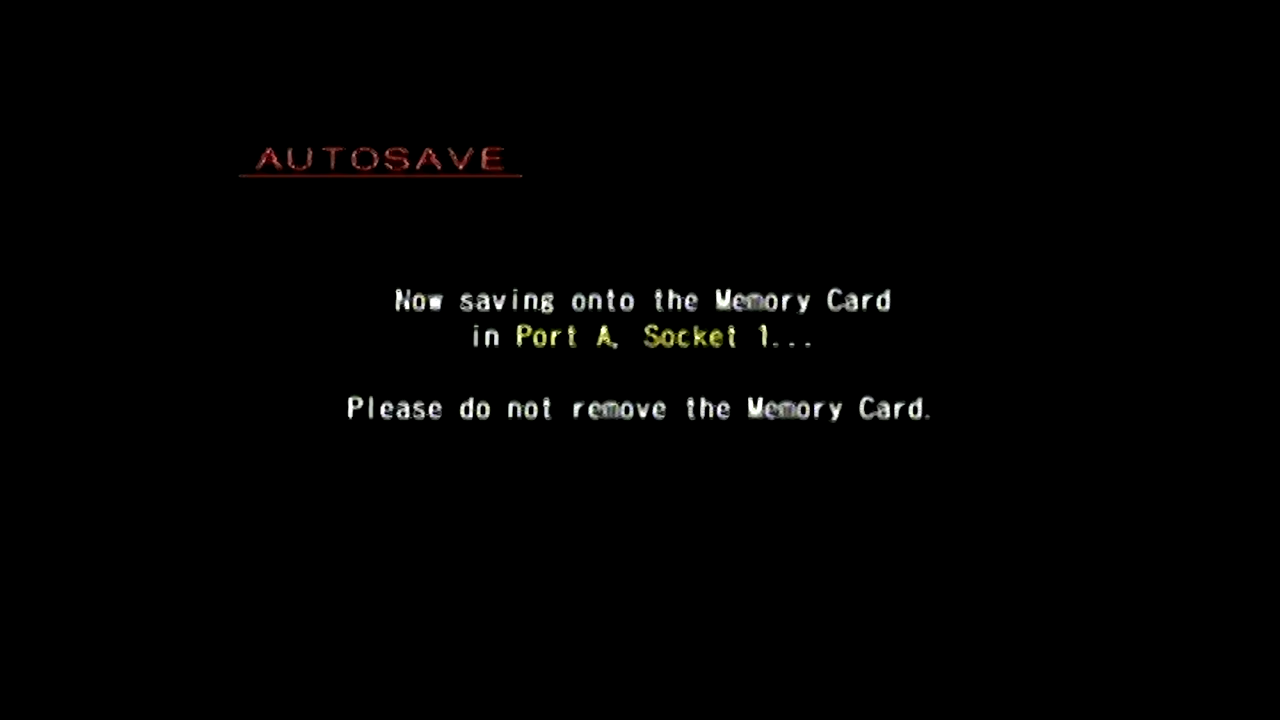 AUTOSAVE
Now saving onto the Memory Card
in Port A, Socket 1...
Please do not remove the Memory Card.